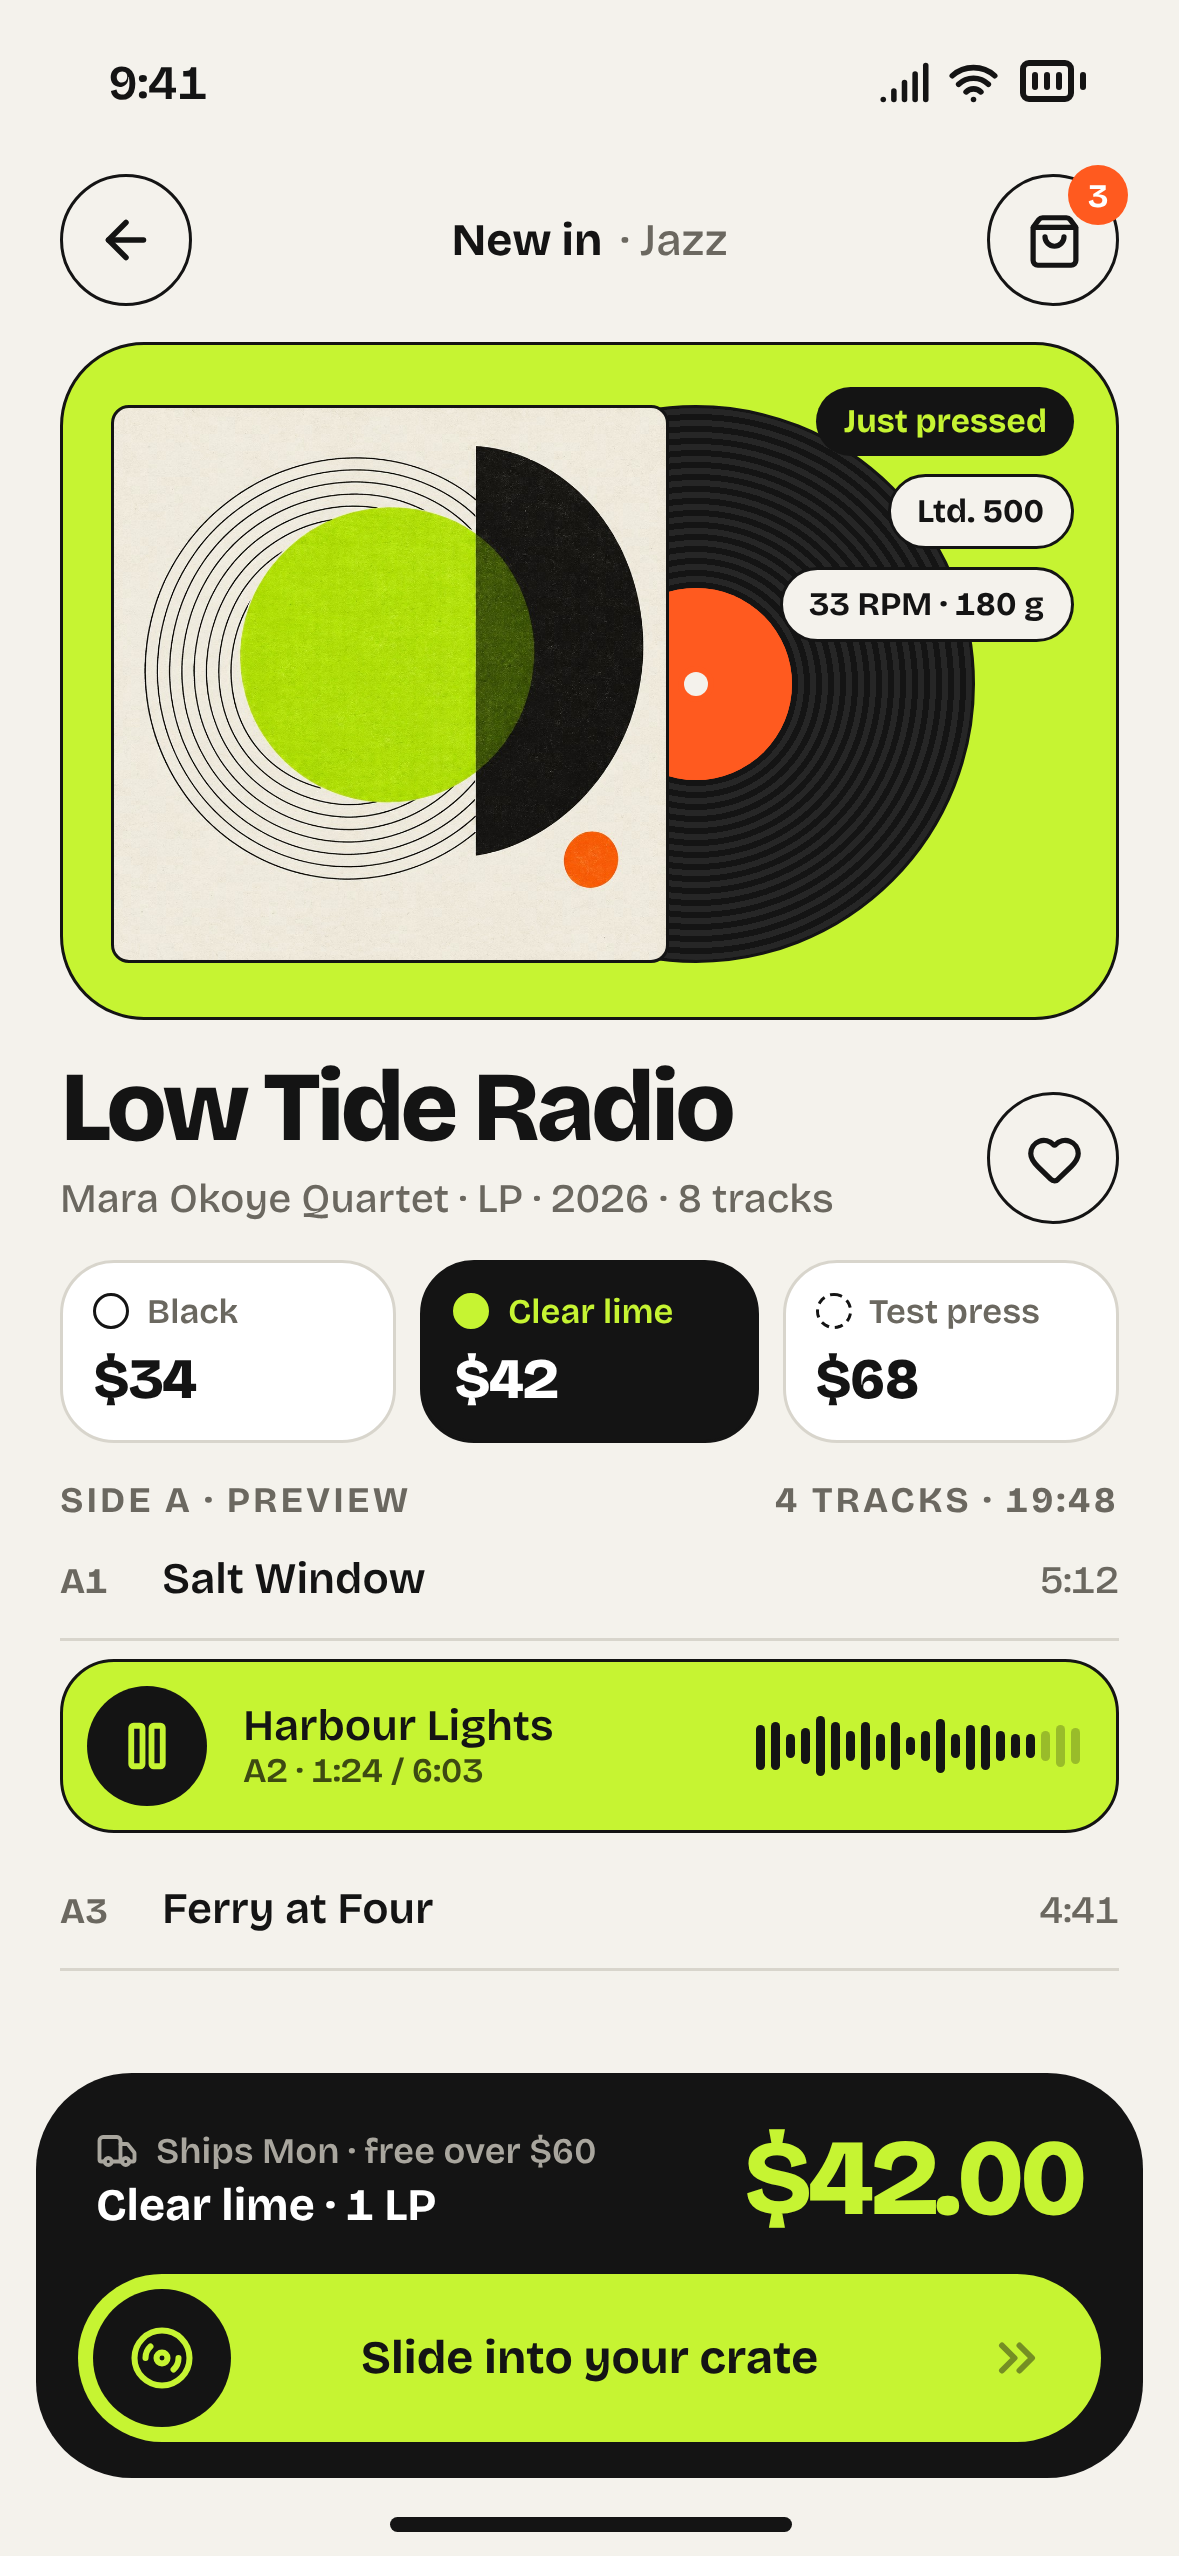 9:41
New in · Jazz
3
Just pressed
Ltd. 500
33 RPM · 180 g
Low Tide Radio
Mara Okoye Quartet · LP · 2026 · 8 tracks
Black
$34
Clear lime
$42
Test press
$68
SIDE A · PREVIEW
4 TRACKS · 19:48
A1 Salt Window 5:12
Harbour Lights
A2 · 1:24 / 6:03
A3 Ferry at Four 4:41
Ships Mon · free over $60
Clear lime · 1 LP
$42.00
Slide into your crate